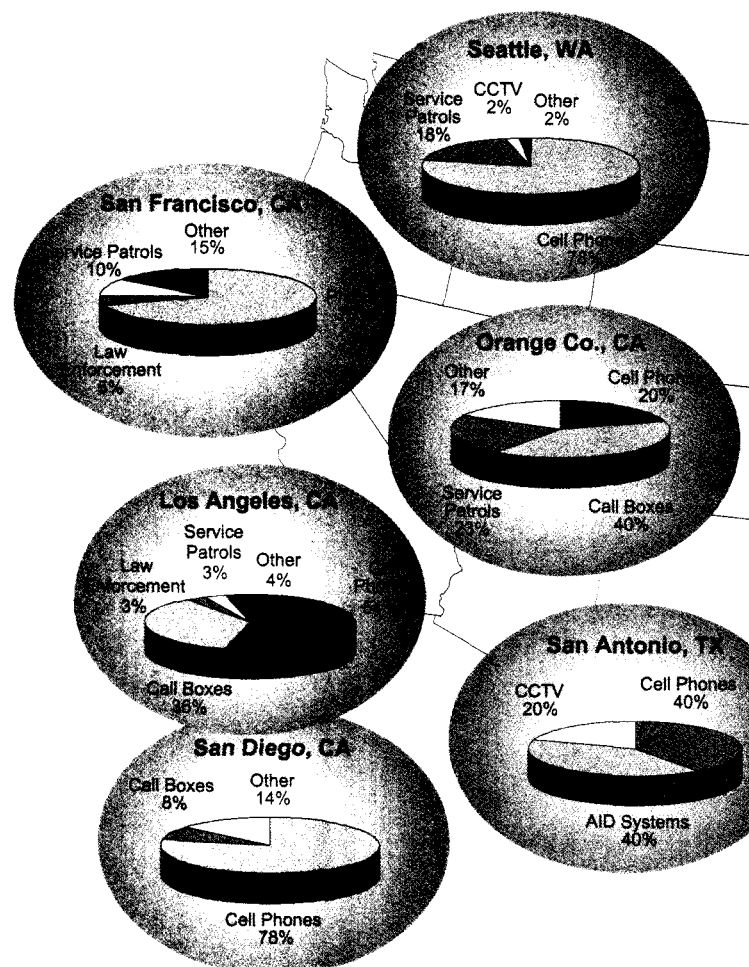 Seattle, WA
CCTV
2%
Other
2%
Service
Patrols
18%
Cell Phones
78%
San Francisco, CA
Other
15%
Service Patrols
10%
Law
Enforcement
Orange Co., CA
Other
17%
Cell Phones
20%
Service
Patrols
23%
Call Boxes
40%
Los Angeles, CA
Service
Patrols
3%
Other
4%
Law
Enforcement
3%
Call Boxes
36%
San Antonio, TX
CCTV
20%
Cell Phones
40%
AID Systems
40%
San Diego, CA
Call Boxes
8%
Other
14%
Cell Phones
78%